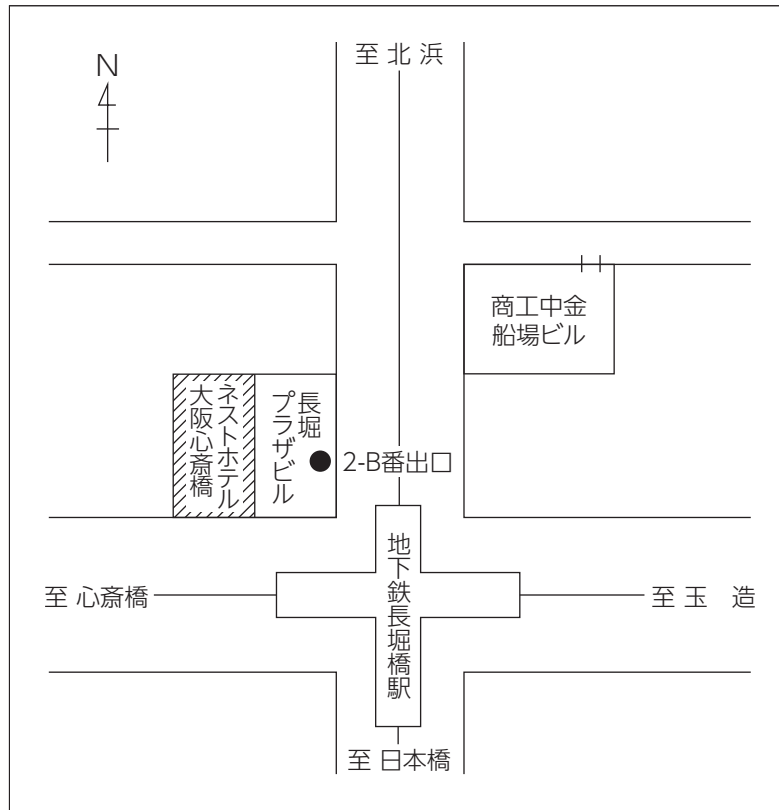 至 北 浜
N
商工中金
船場ビル
ネストホテル
大阪心斎橋
長堀
プラザビル
2-B番出口
地下鉄長堀橋駅
至 心斎橋
至 玉　造
至 日本橋